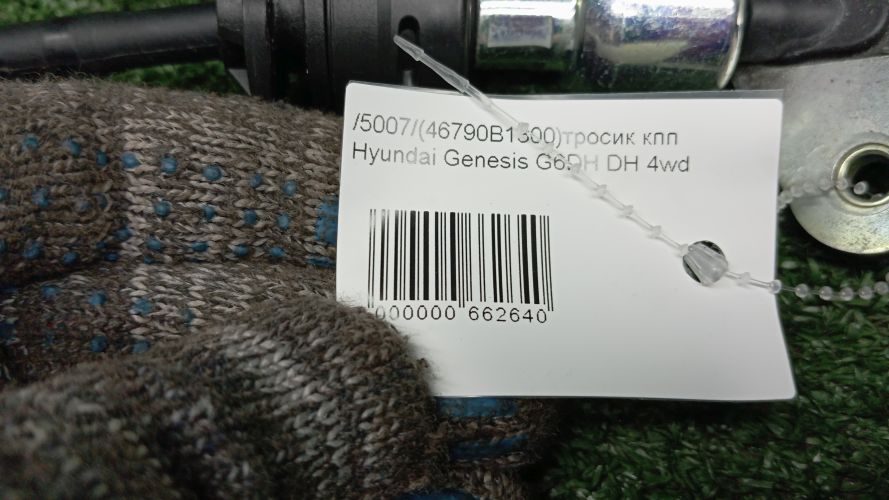 /5007/(46790B1300)тросик кпп
Hyundai Genesis G6DH DH 4wd
000000 662640